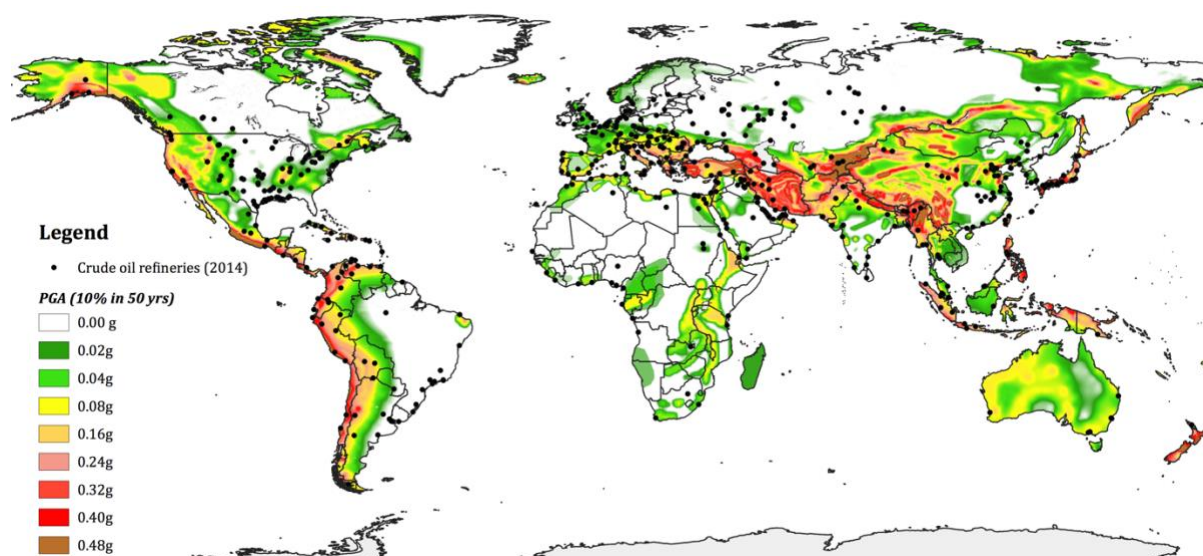 Legend
Crude oil refineries (2014)
PGA (10% in 50 yrs)
0.00 g
0.02g
0.04g
0.08g
0.16g
0.24g
0.32g
0.40g
0.48g